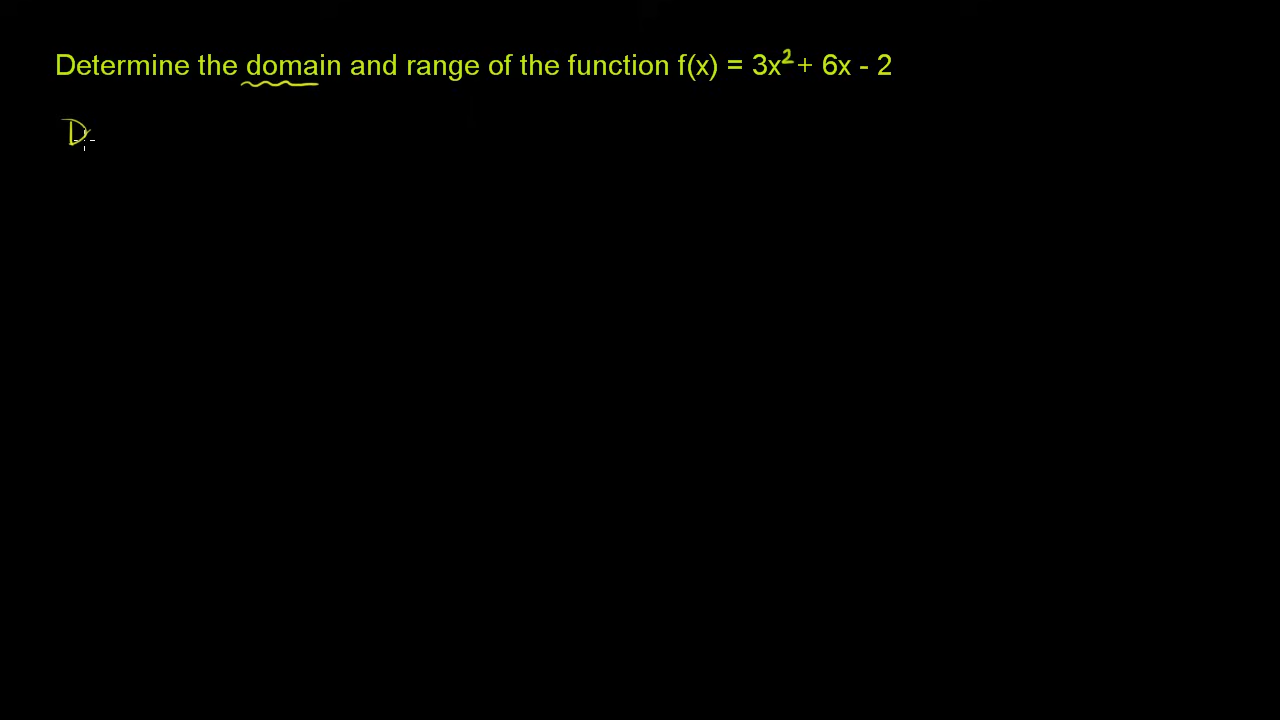 Determine the domain and range of the function f(x) = 3x² + 6x - 2
D